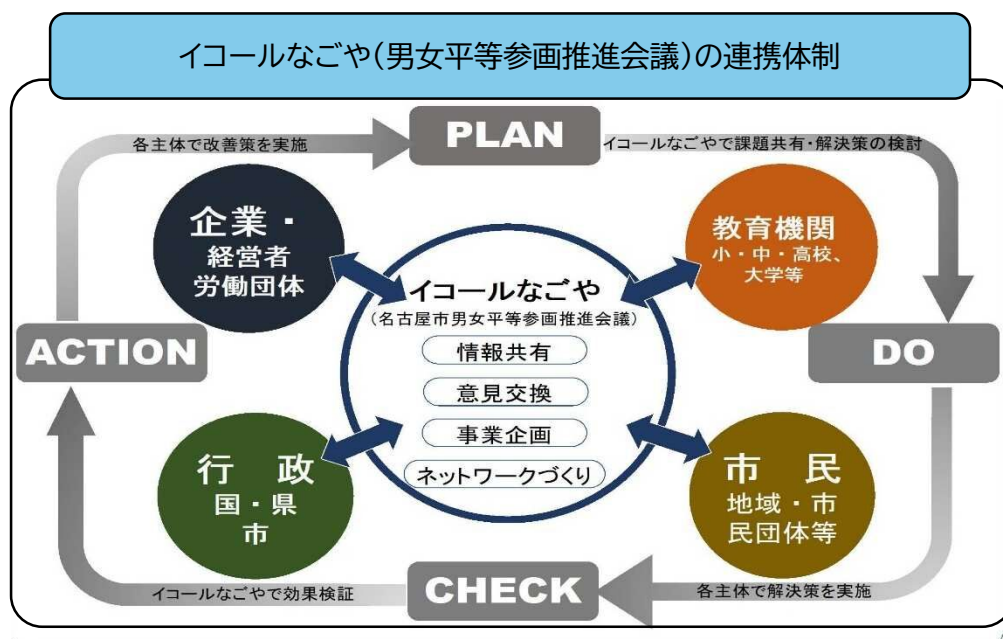 イコールなごや(男女平等参画推進会議)の連携体制
PLAN
各主体で改善策を実施
イコールなごやで課題共有・解決策の検討
企業・
経営者
労働団体
教育機関
小・中・高校、
大学等
イコールなごや
(名古屋市男女平等参画推進会議)
情報共有
意見交換
事業企画
ネットワークづくり
ACTION
DO
行 政
国・県
市
市 民
地域・市
民団体等
CHECK
イコールなごやで効果検証
各主体で解決策を実施